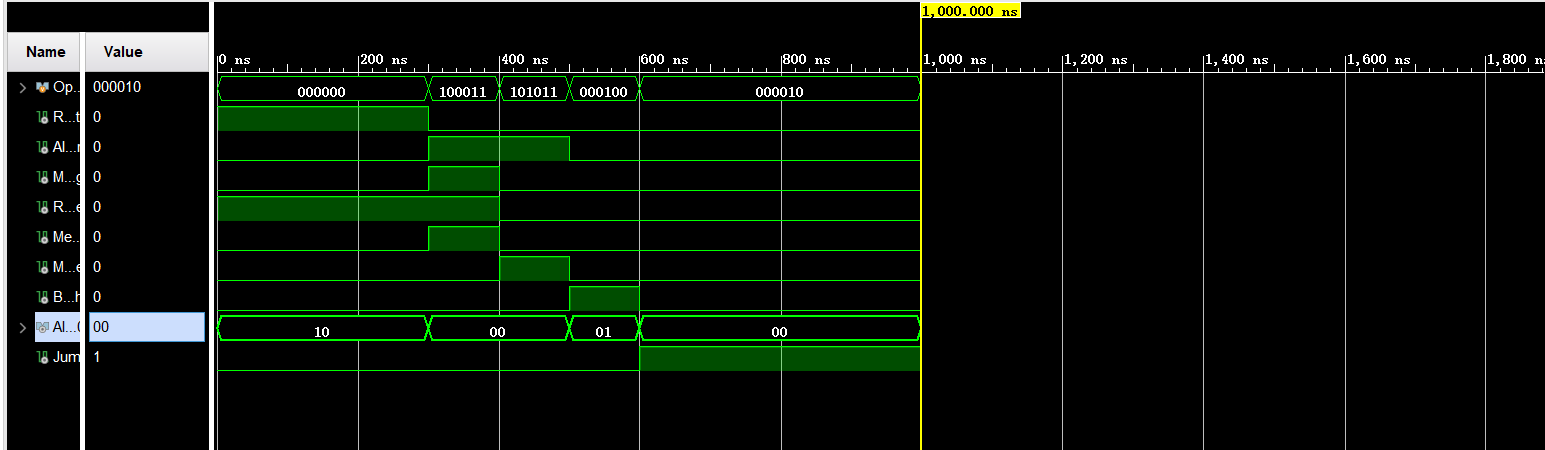 1,000.000 ns
Name Value
0 ns 200 ns 400 ns 600 ns 800 ns 1,000 ns 1,200 ns 1,400 ns 1,600 ns 1,800 ns
Op... 000010 000000 100011 101011 000100 000010
R...t 0
Al...r 0
M...g 0
R...e 0
Me... 0
M...e 0
B...h 0
Al...0 00 10 00 01 00
Jum 1